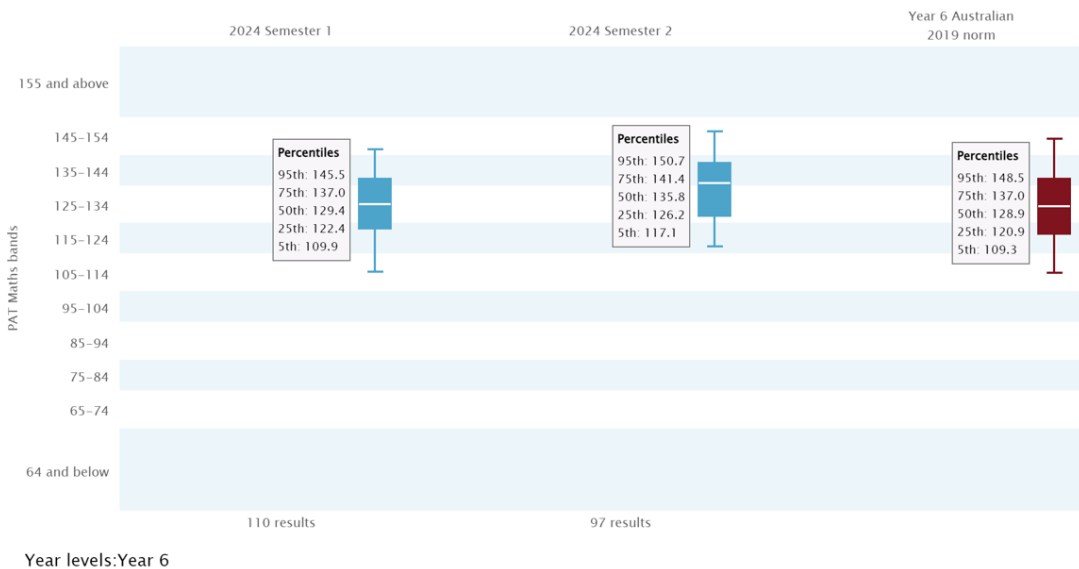 2024 Semester 1
2024 Semester 2
Year 6 Australian
2019 norm
PAT Maths bands
155 and above
145–154
135–144
125–134
115–124
105–114
95–104
85–94
75–84
65–74
64 and below
Percentiles
95th: 145.5
75th: 137.0
50th: 129.4
25th: 122.4
5th: 109.9
Percentiles
95th: 150.7
75th: 141.4
50th: 135.8
25th: 126.2
5th: 117.1
Percentiles
95th: 148.5
75th: 137.0
50th: 128.9
25th: 120.9
5th: 109.3
110 results
97 results
Year levels:Year 6